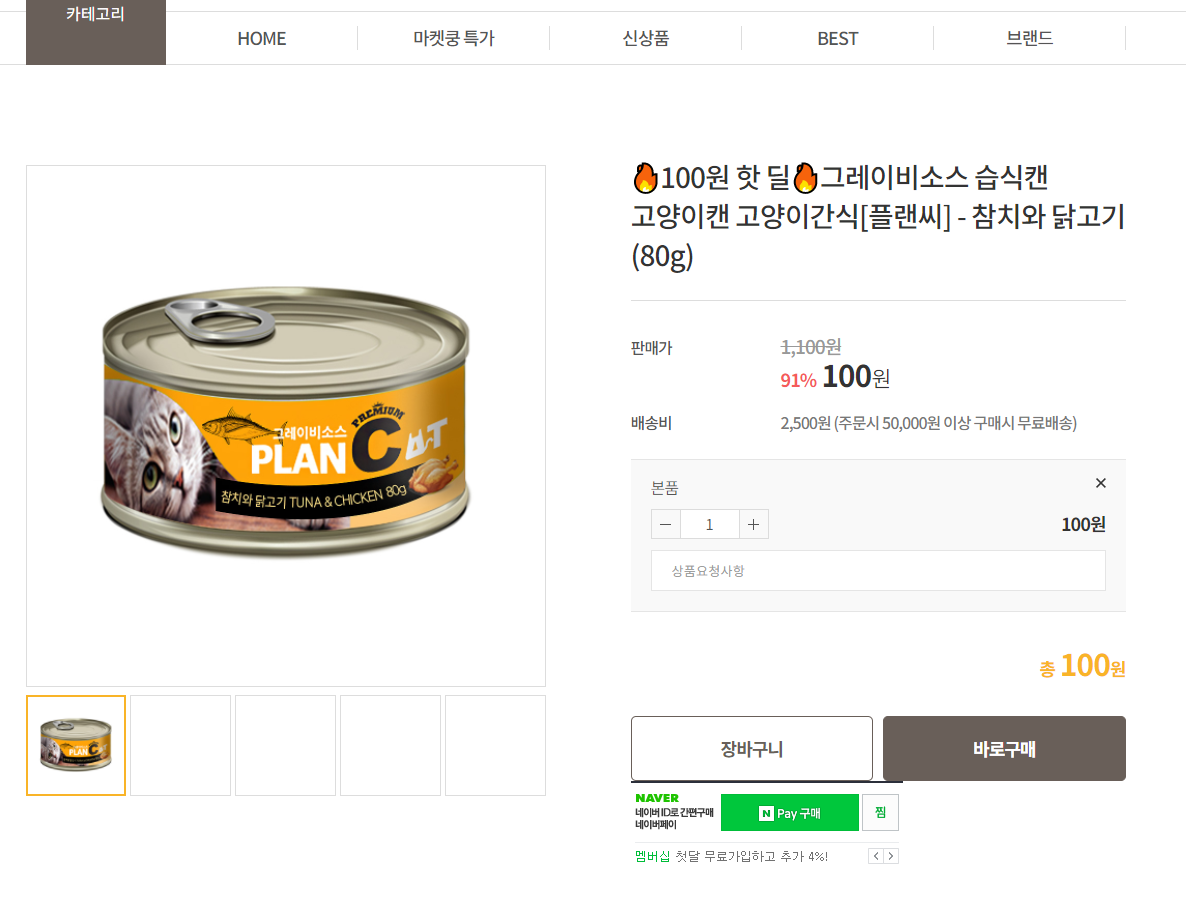 카테고리
HOME
마켓쿵 특가
신상품
BEST
브랜드
🔥100원 핫 딜🔥그레이비소스 습식캔
고양이캔 고양이간식[플랜씨] - 참치와 닭고기
(80g)
PREMIUM
그레이비소스
PLAN CAT
참치와 닭고기 TUNA & CHICKEN 80g
판매가
1,100원
91% 100원
배송비
2,500원 (주문시 50,000원 이상 구매시 무료배송)
본품
1
100원
상품요청사항
총 100원
PLAN CAT
장바구니
바로구매
NAVER
네이버 ID로 간편구매
네이버페이
N Pay 구매
찜
멤버십 첫달 무료가입하고 추가 4%!